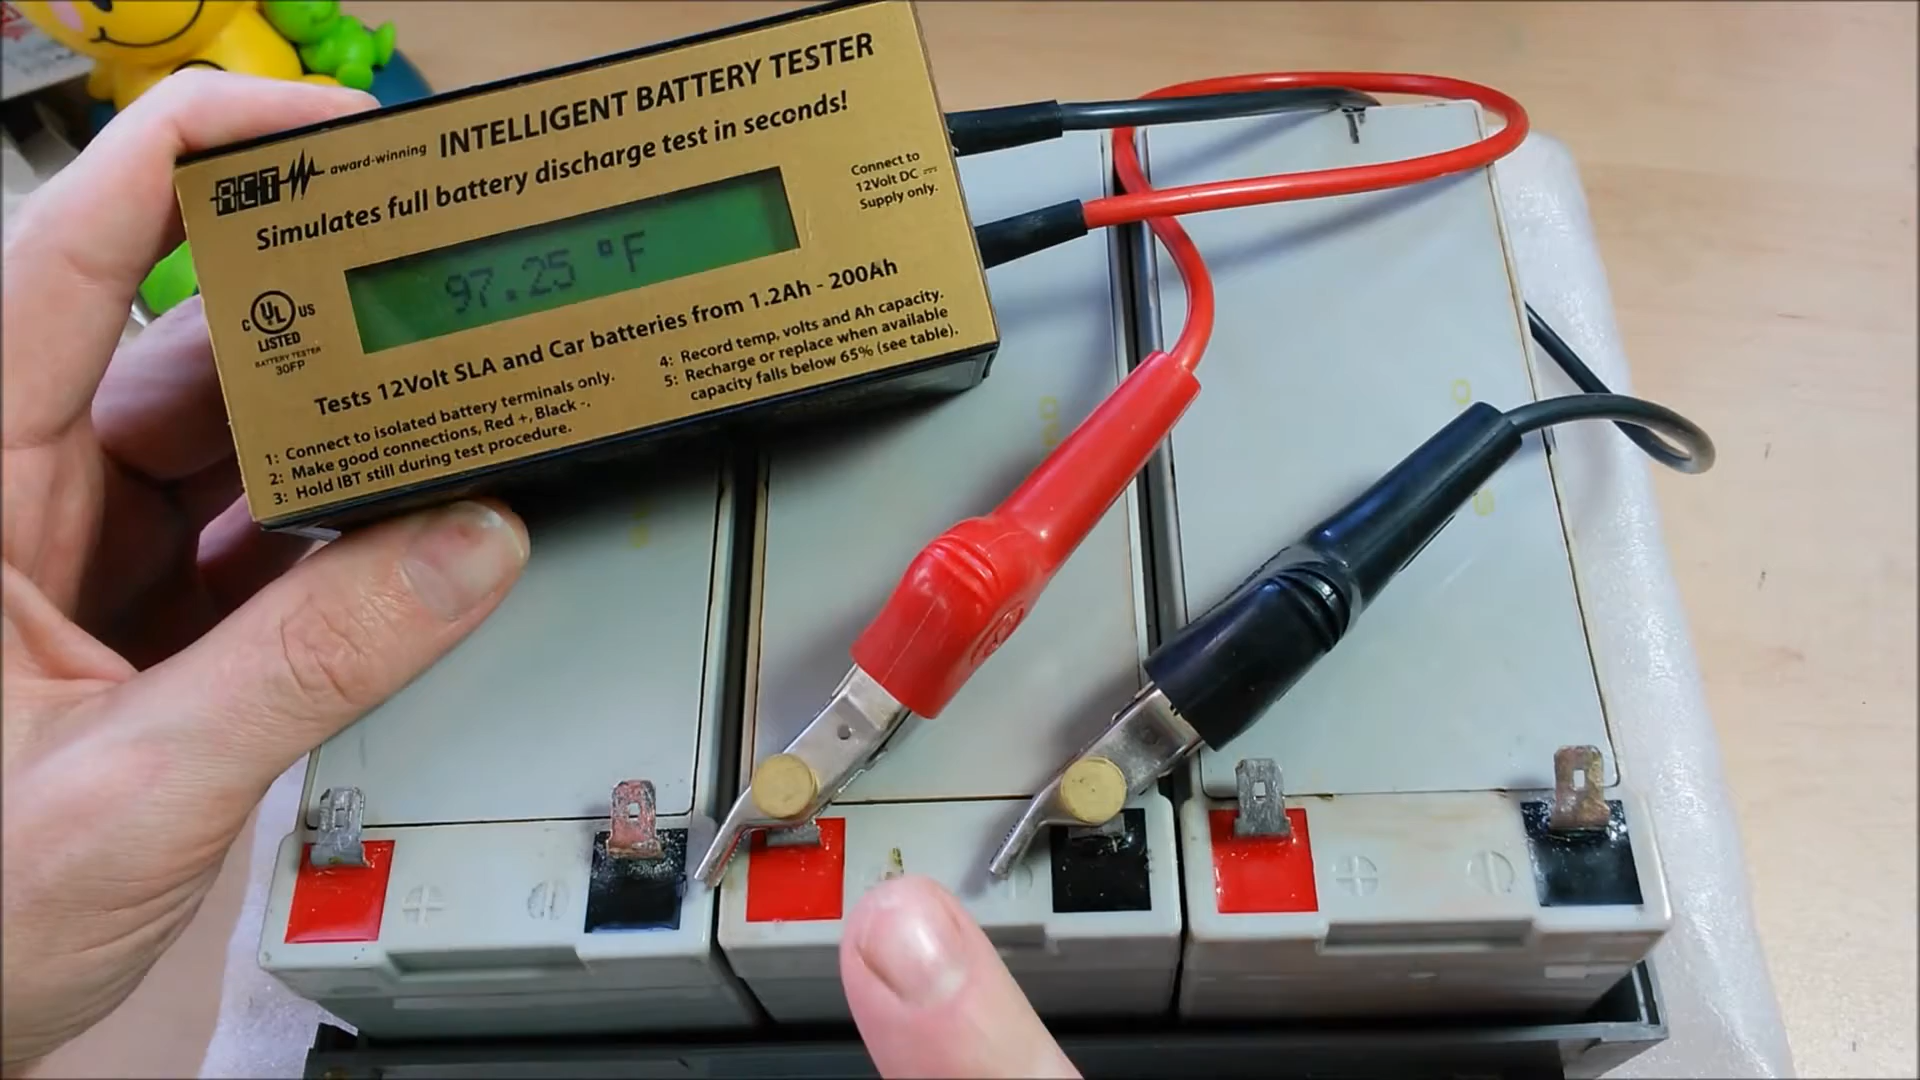 ACT award-winning INTELLIGENT BATTERY TESTER
Simulates full battery discharge test in seconds!
Connect to
12Volt DC
Supply only.
97.25 °F
C UL US
LISTED
BATTERY TESTER
30FP
Tests 12Volt SLA and Car batteries from 1.2Ah - 200Ah
1: Connect to isolated battery terminals only.
2: Make good connections, Red +, Black -.
3: Hold IBT still during test procedure.
4: Record temp, volts and Ah capacity.
5: Recharge or replace when available
capacity falls below 65% (see table).